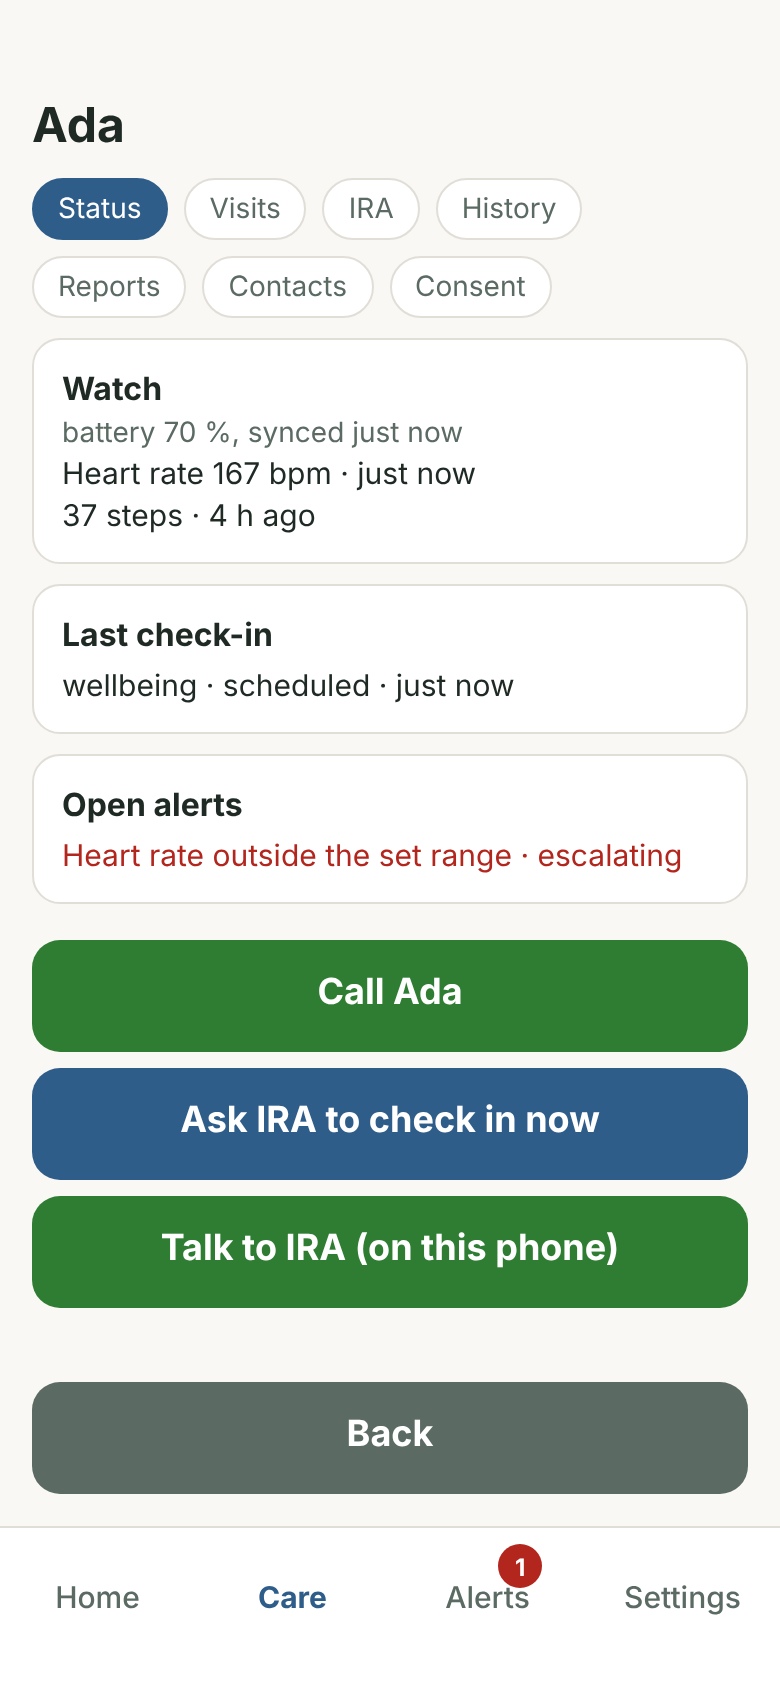 Ada
Status Visits IRA History
Reports Contacts Consent
Watch
battery 70 %, synced just now
Heart rate 167 bpm · just now
37 steps · 4 h ago
Last check-in
wellbeing · scheduled · just now
Open alerts
Heart rate outside the set range · escalating
Call Ada
Ask IRA to check in now
Talk to IRA (on this phone)
Back
1
Home Care Alerts Settings